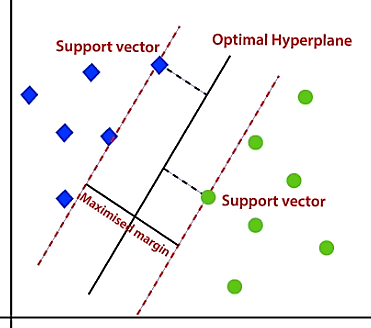 Support vector
Optimal Hyperplane
Support vector
Maximised margin